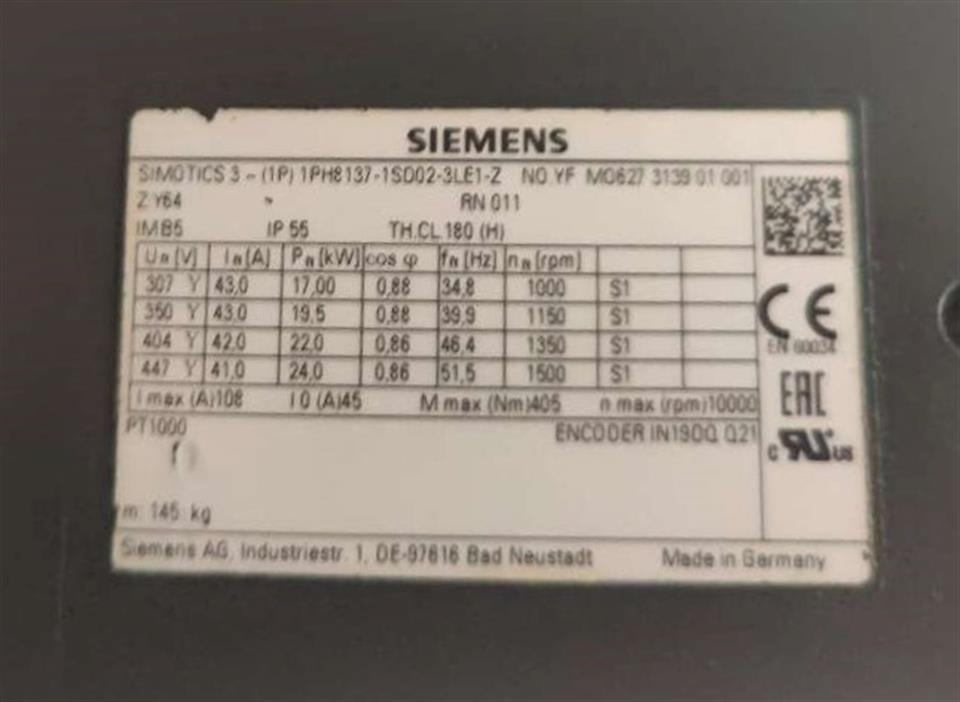 SIEMENS
SIMOTICS 3 ~ (1P) 1PH8137-1SD02-3LE1-Z NO YF M0627 3139 01 001
Z Y64 RN 011
IM B5 IP 55 TH.CL.180 (H)
Un [V] In [A] Pn [kW] cos φ fn [Hz] nn [rpm]
307 Y 43,0 17,00 0,88 34,8 1000 S1
350 Y 43,0 19,5 0,88 39,9 1150 S1
404 Y 42,0 22,0 0,86 46,4 1350 S1
447 Y 41,0 24,0 0,86 51,5 1500 S1
I max (A)108 I 0 (A)45 M max (Nm)405 n max (rpm)10000
PT1000 ENCODER IN19DQ Q21
m: 145 kg
Siemens AG, Industriestr. 1, DE-97616 Bad Neustadt Made in Germany
CE
EN 60034
EAC
c RU us